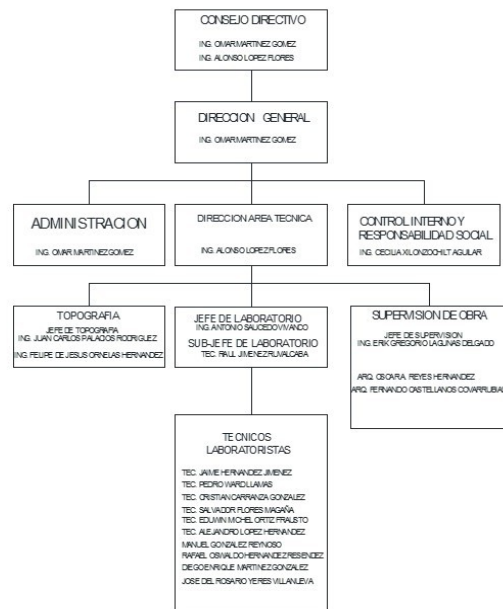 CONSEJO DIRECTIVO
ING. OMAR MARTINEZ GOMEZ
ING. ALONSO LOPEZ FLORES
DIRECCION GENERAL
ING. OMAR MARTINEZ GOMEZ
ADMINISTRACION
ING. OMAR MARTINEZ GOMEZ
DIRECCION AREA TECNICA
ING. ALONSO LOPEZ FLORES
CONTROL INTERNO Y
RESPONSABILIDAD SOCIAL
ING. CECILIA XILONZOCHILT AGUILAR
TOPOGRAFIA
JEFE DE TOPOGRAFIA
ING. JUAN CARLOS PALACIOS RODRIGUEZ
ING. FELIPE DE JESUS ORNELAS HERNANDEZ
JEFE DE LABORATORIO
ING. ANTONIO SAUCEDO VIVANDO
SUB-JEFE DE LABORATORIO
TEC. RAUL JIMENEZ RUVALCABA
SUPERVISION DE OBRA
JEFE DE SUPERVISION
ING. ERIK GREGORIO LAGUNAS DELGADO
ARQ. OSCAR A. REYES HERNANDEZ
ARQ. FERNANDO CASTELLANOS COVARRUBIAS
TECNICOS
LABORATORISTAS
TEC. JAIME HERNANDEZ JIMENEZ
TEC. PEDRO WARD LLAMAS
TEC. CRISTIAN CARRANZA GONZALEZ
TEC. SALVADOR FLORES MAGAÑA
TEC. EDUWIN MICHEL ORTIZ FRAUSTO
TEC. ALEJANDRO LOPEZ HERNANDEZ
MANUEL GONZALEZ REYNOSO
RAFAEL OSWALDO HERNANDEZ RESENDEZ
DIEGO ENRIQUE MARTINEZ GONZALEZ
JOSE DEL ROSARIO YERES VILLANUEVA